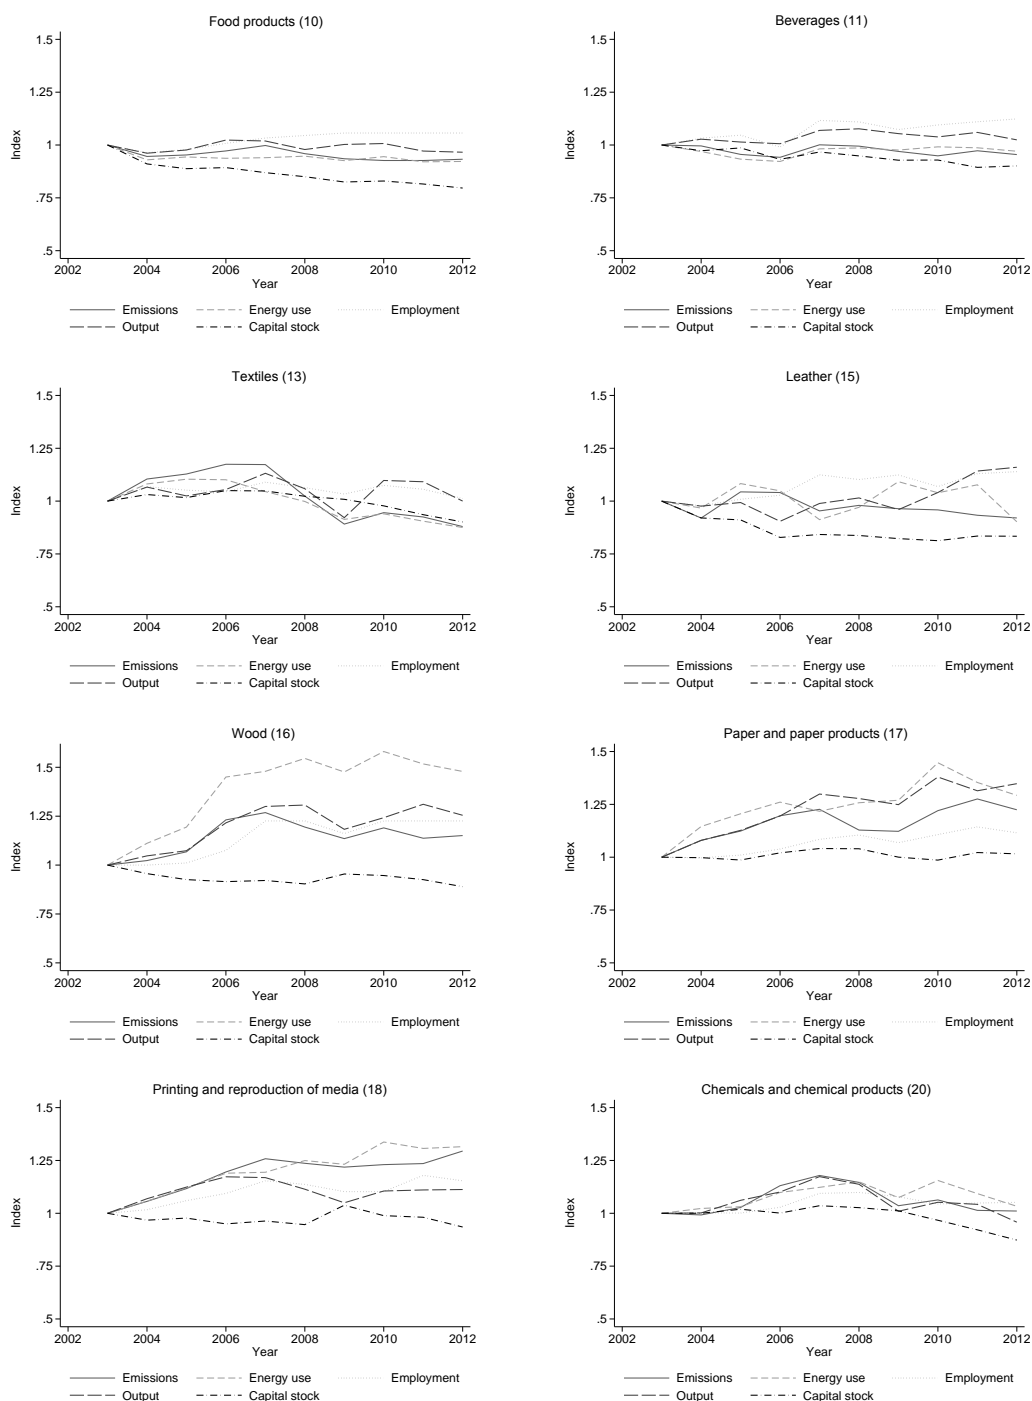 Food products (10)
1.5
1.25
1
.75
.5
Index
2002 2004 2006 2008 2010 2012
Year
Emissions Energy use Employment
Output Capital stock
Beverages (11)
1.5
1.25
1
.75
.5
Index
2002 2004 2006 2008 2010 2012
Year
Emissions Energy use Employment
Output Capital stock
Textiles (13)
1.5
1.25
1
.75
.5
Index
2002 2004 2006 2008 2010 2012
Year
Emissions Energy use Employment
Output Capital stock
Leather (15)
1.5
1.25
1
.75
.5
Index
2002 2004 2006 2008 2010 2012
Year
Emissions Energy use Employment
Output Capital stock
Wood (16)
1.5
1.25
1
.75
.5
Index
2002 2004 2006 2008 2010 2012
Year
Emissions Energy use Employment
Output Capital stock
Paper and paper products (17)
1.5
1.25
1
.75
.5
Index
2002 2004 2006 2008 2010 2012
Year
Emissions Energy use Employment
Output Capital stock
Printing and reproduction of media (18)
1.5
1.25
1
.75
.5
Index
2002 2004 2006 2008 2010 2012
Year
Emissions Energy use Employment
Output Capital stock
Chemicals and chemical products (20)
1.5
1.25
1
.75
.5
Index
2002 2004 2006 2008 2010 2012
Year
Emissions Energy use Employment
Output Capital stock